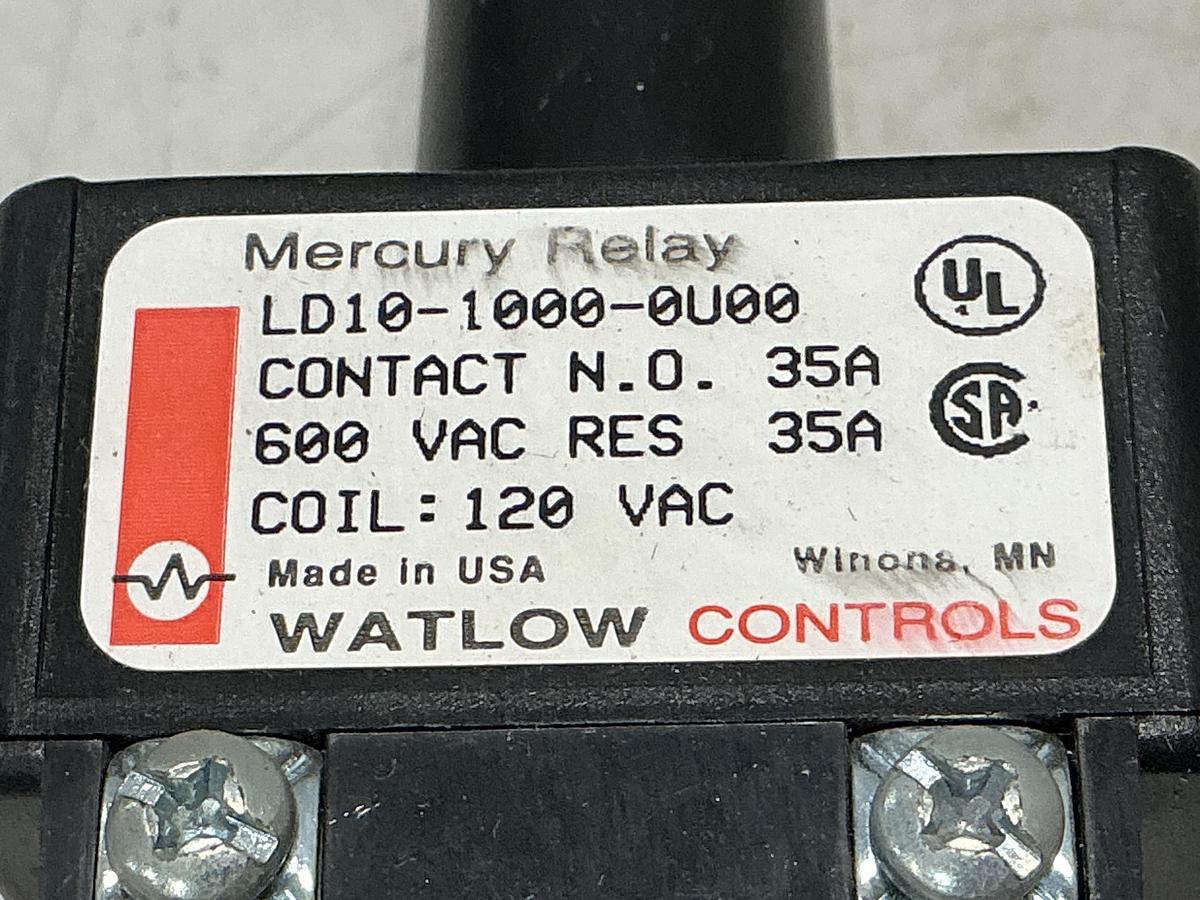 Mercury Relay
LD10-1000-0U00
CONTACT N.O. 35A
600 VAC RES 35A
COIL: 120 VAC
Made in USA
Winona, MN
WATLOW CONTROLS
UL
SA